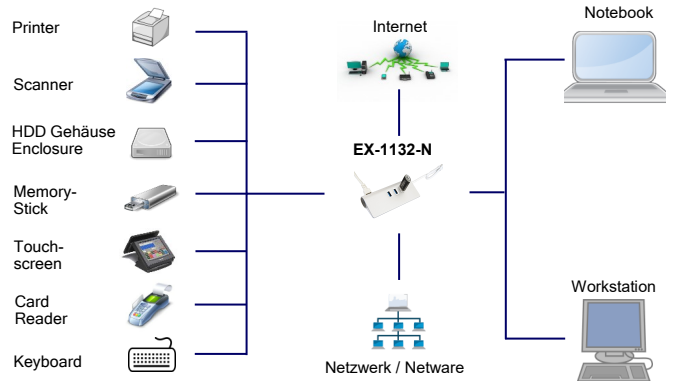 Printer
Scanner
HDD Gehäuse
Enclosure
Memory-
Stick
Touch-
screen
Card
Reader
Keyboard
Internet
EX-1132-N
Netzwerk / Netware
Notebook
Workstation